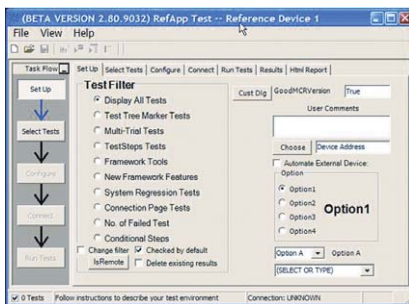 (BETA VERSION 2.80.9032) RefApp Test -- Reference Device 1
File View Help
Task Flow
Set Up Select Tests Configure Connect Run Tests Results Html Report
Set Up
Select Tests
Configure
Connect
Run Tests
Test Filter
Display All Tests
Test Tree Marker Tests
Multi-Trial Tests
TestSteps Tests
Framework Tools
New Framework Features
System Regression Tests
Connection Page Tests
No. of Failed Test
Conditional Steps
Change filter Checked by default
IsRemote Delete existing results
Cust Dlg GoodMCRVersion True
User Comments
Choose Device Address
Automate External Device:
Option
Option1
Option2
Option3
Option4
Option1
Option A Option A
(SELECT OR TYPE)
0 Tests Follow instructions to describe your test environment Connection: UNKNOWN